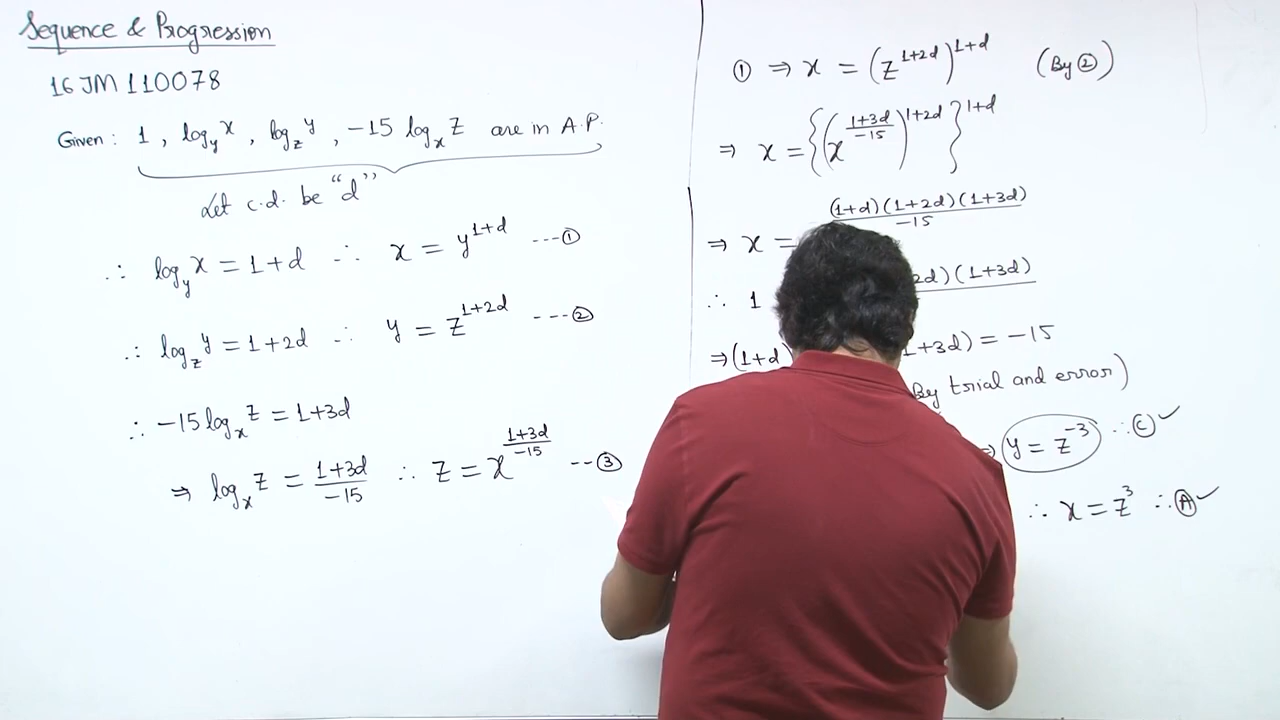 Sequence & Progression
16JM110078
Given : 1 , log_y x , log_z y , -15 log_x z are in A.P.
Let c.d. be "d"
∴ log_y x = 1+d ∴ x = y^(1+d) ---①
∴ log_z y = 1+2d ∴ y = z^(1+2d) ---②
∴ -15 log_x z = 1+3d
⇒ log_x z = (1+3d)/(-15) ∴ z = x^((1+3d)/(-15)) --③
① ⇒ x = (z^(1+2d))^(1+d) (By ②)
⇒ x = {(x^((1+3d)/(-15)))^(1+2d)}^(1+d)
⇒ x = (1+d)(1+2d)(1+3d)/(-15)
∴ 1 2d)(1+3d)
⇒ (1+d) 1+3d) = -15
By trial and error)
y = z^(-3) ∴ Ⓒ ✓
∴ x = z^3 ∴ Ⓐ ✓